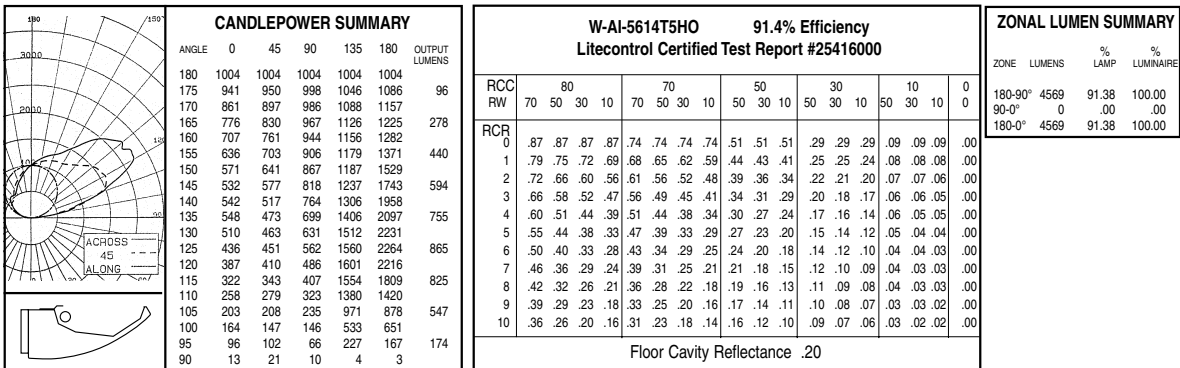 180 150
3000
2000
120
1000
0 90
ACROSS
45
ALONG
30 60
CANDLEPOWER SUMMARY
ANGLE 0 45 90 135 180 OUTPUT LUMENS
180 1004 1004 1004 1004 1004
175 941 950 998 1046 1086 96
170 861 897 986 1088 1157
165 776 830 967 1126 1225 278
160 707 761 944 1156 1282
155 636 703 906 1179 1371 440
150 571 641 867 1187 1529
145 532 577 818 1237 1743 594
140 542 517 764 1306 1958
135 548 473 699 1406 2097 755
130 510 463 631 1512 2231
125 436 451 562 1560 2264 865
120 387 410 486 1601 2216
115 322 343 407 1554 1809 825
110 258 279 323 1380 1420
105 203 208 235 971 878 547
100 164 147 146 533 651
95 96 102 66 227 167 174
90 13 21 10 4 3
W-AI-5614T5HO 91.4% Efficiency
Litecontrol Certified Test Report #25416000
RCC 80 70 50 30 10 0
RW 70 50 30 10 70 50 30 10 50 30 10 50 30 10 50 30 10 0
RCR
0 .87 .87 .87 .87 .74 .74 .74 .74 .51 .51 .51 .29 .29 .29 .09 .09 .09 .00
1 .79 .75 .72 .69 .68 .65 .62 .59 .44 .43 .41 .25 .25 .24 .08 .08 .08 .00
2 .72 .66 .60 .56 .61 .56 .52 .48 .39 .36 .34 .22 .21 .20 .07 .07 .06 .00
3 .66 .58 .52 .47 .56 .49 .45 .41 .34 .31 .29 .20 .18 .17 .06 .06 .05 .00
4 .60 .51 .44 .39 .51 .44 .38 .34 .30 .27 .24 .17 .16 .14 .06 .05 .05 .00
5 .55 .44 .38 .33 .47 .39 .33 .29 .27 .23 .20 .15 .14 .12 .05 .04 .04 .00
6 .50 .40 .33 .28 .43 .34 .29 .25 .24 .20 .18 .14 .12 .10 .04 .04 .03 .00
7 .46 .36 .29 .24 .39 .31 .25 .21 .21 .18 .15 .12 .10 .09 .04 .03 .03 .00
8 .42 .32 .26 .21 .36 .28 .22 .18 .19 .16 .13 .11 .09 .08 .04 .03 .03 .00
9 .39 .29 .23 .18 .33 .25 .20 .16 .17 .14 .11 .10 .08 .07 .03 .03 .02 .00
10 .36 .26 .20 .16 .31 .23 .18 .14 .16 .12 .10 .09 .07 .06 .03 .02 .02 .00
Floor Cavity Reflectance .20
ZONAL LUMEN SUMMARY
% %
ZONE LUMENS LAMP LUMINAIRE
180-90° 4569 91.38 100.00
90-0° 0 .00 .00
180-0° 4569 91.38 100.00